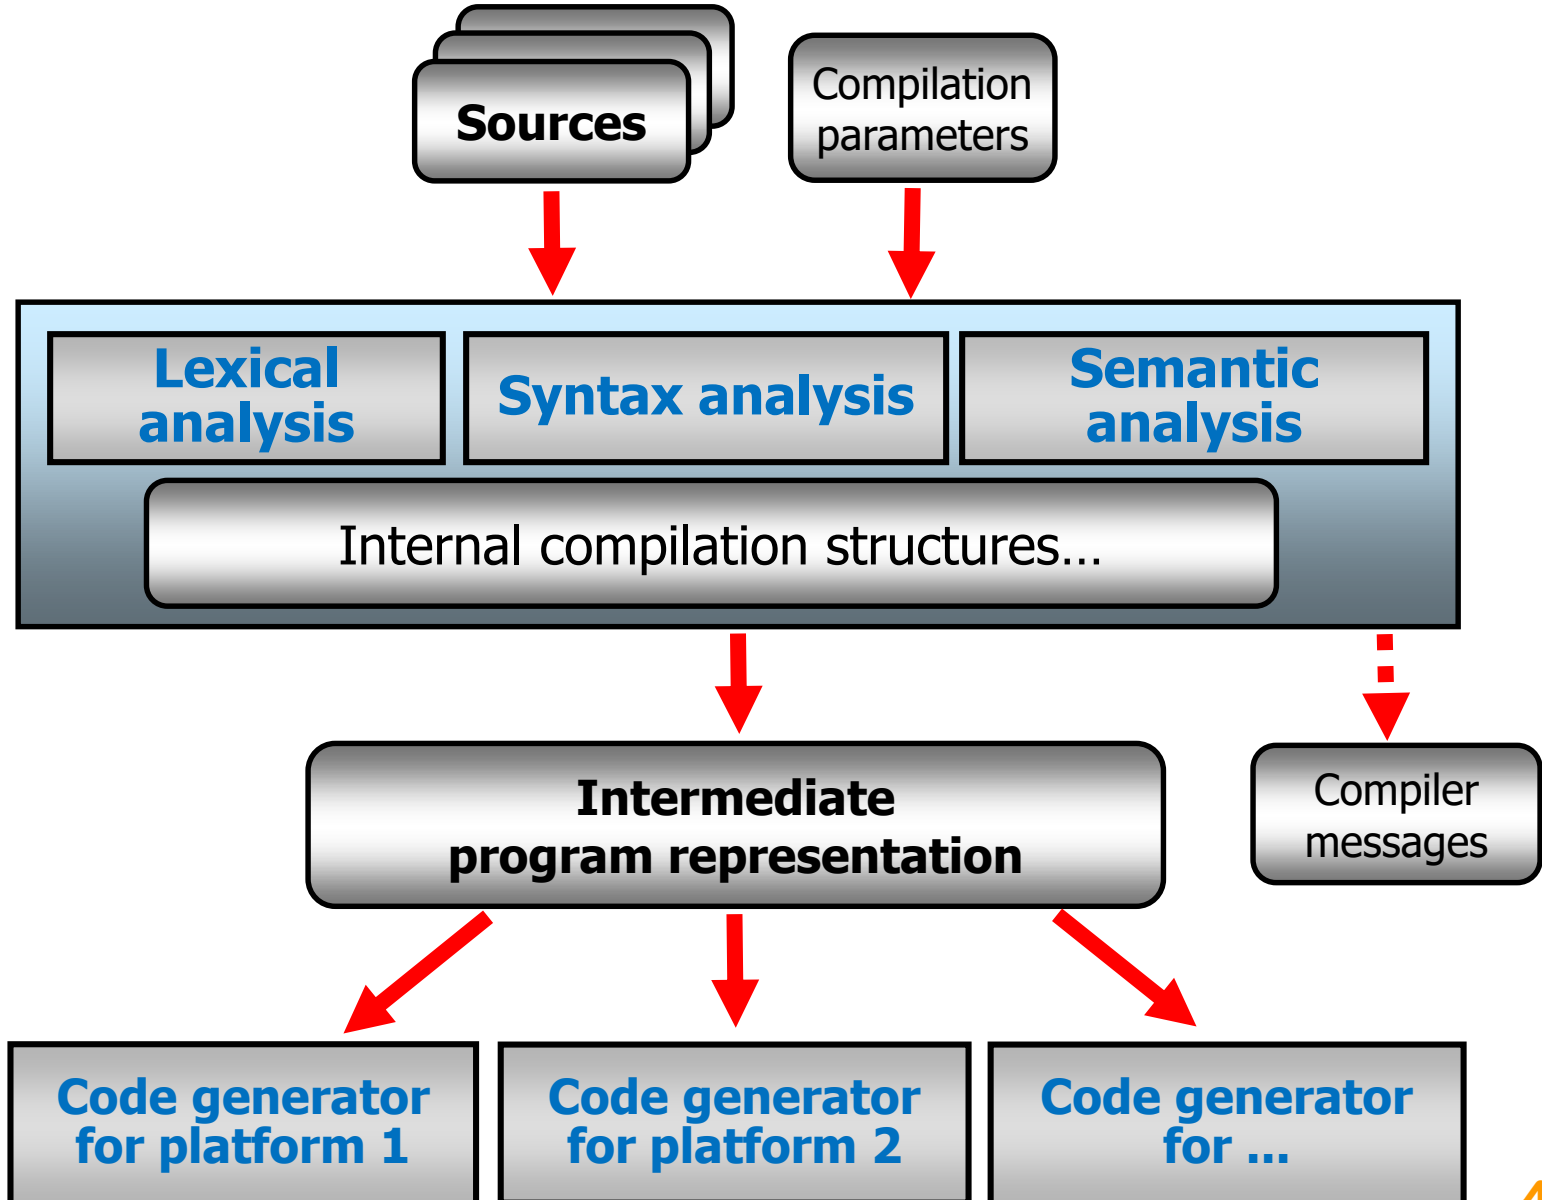 Sources
Compilation
parameters
Lexical
analysis
Syntax analysis
Semantic
analysis
Internal compilation structures...
Intermediate
program representation
Compiler
messages
Code generator
for platform 1
Code generator
for platform 2
Code generator
for ...